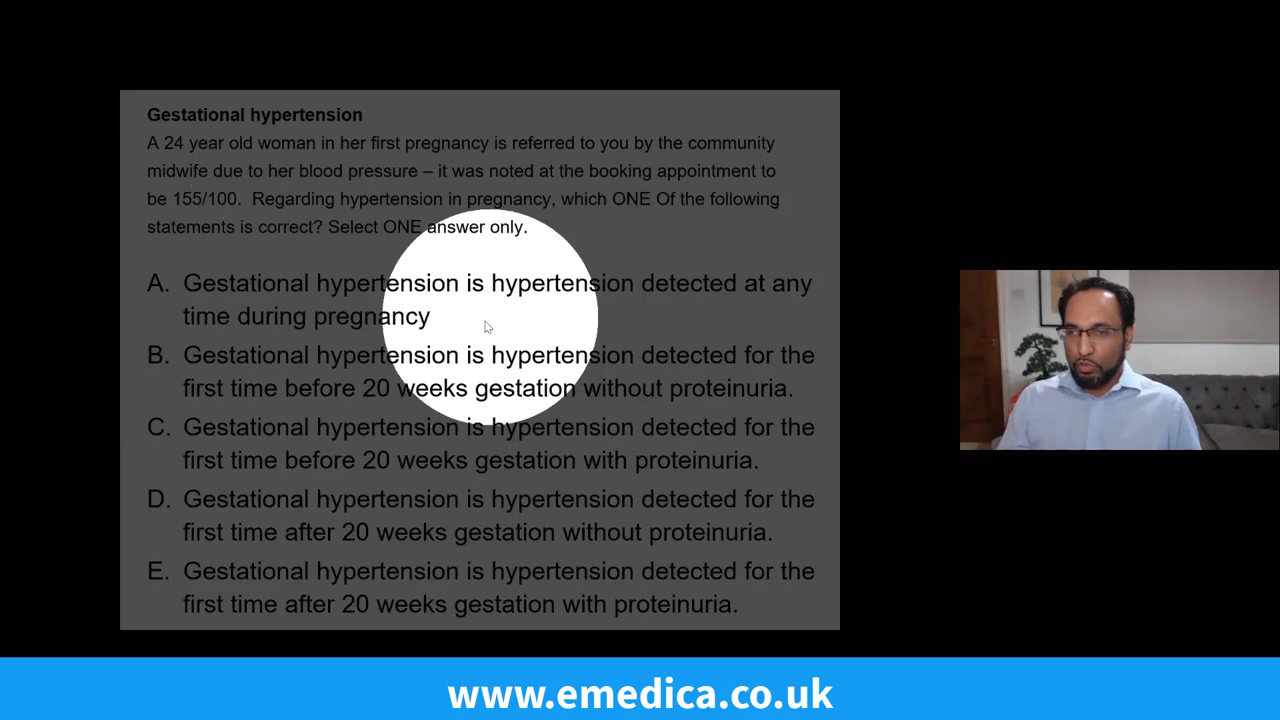 Gestational hypertension
A 24 year old woman in her first pregnancy is referred to you by the community
midwife due to her blood pressure – it was noted at the booking appointment to
be 155/100.  Regarding hypertension in pregnancy, which ONE Of the following
statements is correct? Select ONE answer only.
A. Gestational hypertension is hypertension detected at any
time during pregnancy
B. Gestational hypertension is hypertension detected for the
first time before 20 weeks gestation without proteinuria.
C. Gestational hypertension is hypertension detected for the
first time before 20 weeks gestation with proteinuria.
D. Gestational hypertension is hypertension detected for the
first time after 20 weeks gestation without proteinuria.
E. Gestational hypertension is hypertension detected for the
first time after 20 weeks gestation with proteinuria.
www.emedica.co.uk